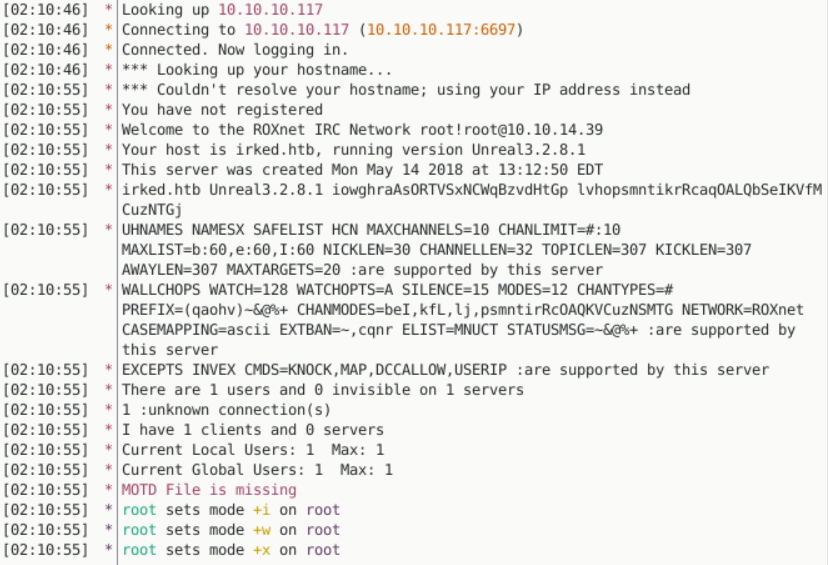 [02:10:46] * Looking up 10.10.10.117
[02:10:46] * Connecting to 10.10.10.117 (10.10.10.117:6697)
[02:10:46] * Connected. Now logging in.
[02:10:46] * *** Looking up your hostname...
[02:10:55] * *** Couldn't resolve your hostname; using your IP address instead
[02:10:55] * You have not registered
[02:10:55] * Welcome to the ROXnet IRC Network root!root@10.10.14.39
[02:10:55] * Your host is irked.htb, running version Unreal3.2.8.1
[02:10:55] * This server was created Mon May 14 2018 at 13:12:50 EDT
[02:10:55] * irked.htb Unreal3.2.8.1 iowghraAsORTVSxNCWqBzvdHtGp lvhopsmntikrRcaqOALQbSeIKVfM
CuzNTGj
[02:10:55] * UHNAMES NAMESX SAFELIST HCN MAXCHANNELS=10 CHANLIMIT=#:10
MAXLIST=b:60,e:60,I:60 NICKLEN=30 CHANNELLEN=32 TOPICLEN=307 KICKLEN=307
AWAYLEN=307 MAXTARGETS=20 :are supported by this server
[02:10:55] * WALLCHOPS WATCH=128 WATCHOPTS=A SILENCE=15 MODES=12 CHANTYPES=#
PREFIX=(qaohv)~&@%+ CHANMODES=beI,kfL,lj,psmntirRcOAQKVCuzNSMTG NETWORK=ROXnet
CASEMAPPING=ascii EXTBAN=~,cqnr ELIST=MNUCT STATUSMSG=~&@%+ :are supported by
this server
[02:10:55] * EXCEPTS INVEX CMDS=KNOCK,MAP,DCCALLOW,USERIP :are supported by this server
[02:10:55] * There are 1 users and 0 invisible on 1 servers
[02:10:55] * 1 :unknown connection(s)
[02:10:55] * I have 1 clients and 0 servers
[02:10:55] * Current Local Users: 1  Max: 1
[02:10:55] * Current Global Users: 1  Max: 1
[02:10:55] * MOTD File is missing
[02:10:55] * root sets mode +i on root
[02:10:55] * root sets mode +w on root
[02:10:55] * root sets mode +x on root